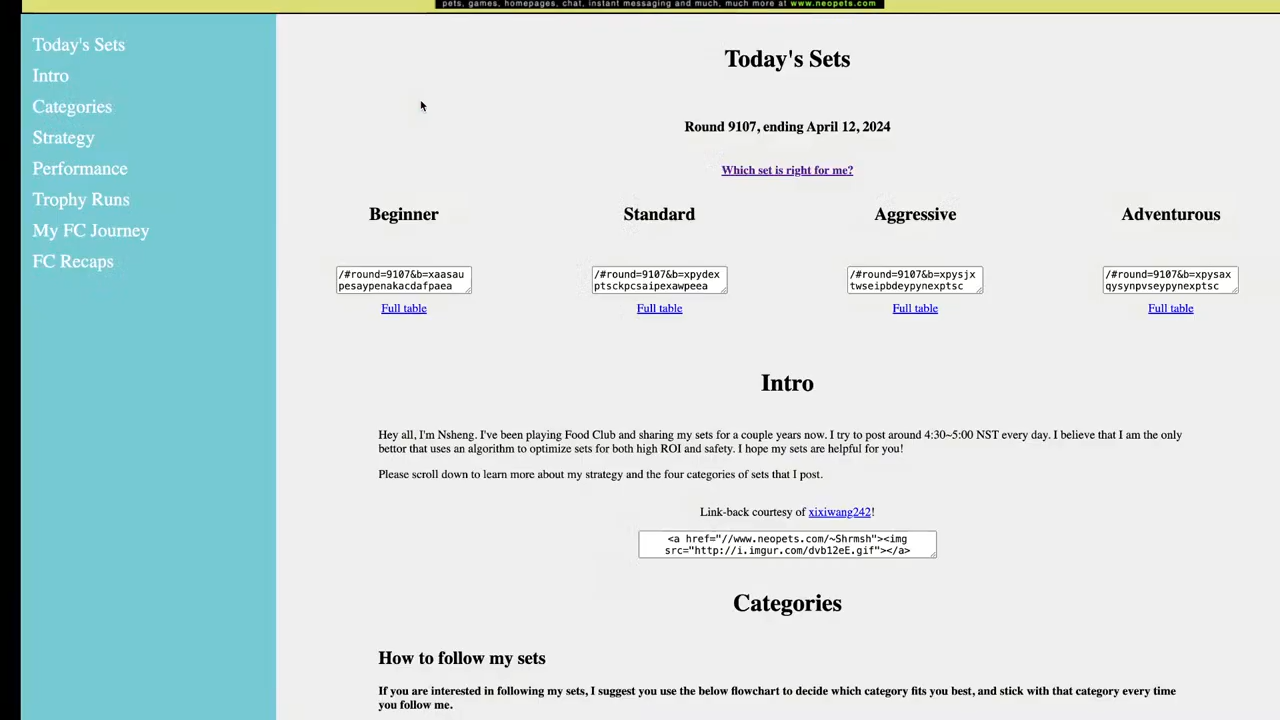 pets, games, homepages, chat, instant messaging and much, much more at www.neopets.com
Today's Sets
Intro
Categories
Strategy
Performance
Trophy Runs
My FC Journey
FC Recaps
Today's Sets
Round 9107, ending April 12, 2024
Which set is right for me?
Beginner
Standard
Aggressive
Adventurous
/#round=9107&b=xaasau
pesaypenakacdafpaea
/#round=9107&b=xpydex
ptsckpcsaipexawpeea
/#round=9107&b=xpysjx
twseipbdeypynexptsc
/#round=9107&b=xpysax
qysynpvseypynexptsc
Full table
Full table
Full table
Full table
Intro
Hey all, I'm Nsheng. I've been playing Food Club and sharing my sets for a couple years now. I try to post around 4:30~5:00 NST every day. I believe that I am the only
bettor that uses an algorithm to optimize sets for both high ROI and safety. I hope my sets are helpful for you!
Please scroll down to learn more about my strategy and the four categories of sets that I post.
Link-back courtesy of xixiwang242!
<a href="//www.neopets.com/~Shrmsh"><img
src="http://i.imgur.com/dvb12eE.gif"></a>
Categories
How to follow my sets
If you are interested in following my sets, I suggest you use the below flowchart to decide which category fits you best, and stick with that category every time
you follow me.